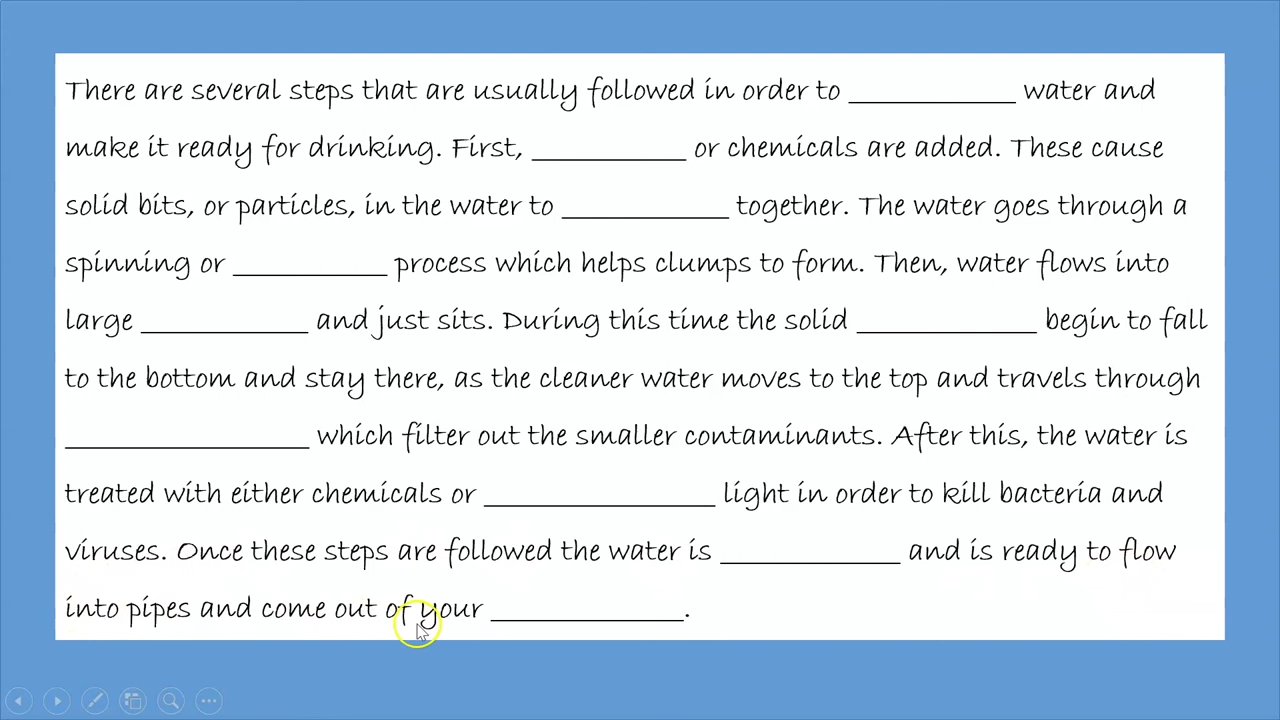 There are several steps that are usually followed in order to ____________ water and
make it ready for drinking. First, ___________ or chemicals are added. These cause
solid bits, or particles, in the water to ____________ together. The water goes through a
spinning or ___________ process which helps clumps to form. Then, water flows into
large ____________ and just sits. During this time the solid _____________ begin to fall
to the bottom and stay there, as the cleaner water moves to the top and travels through
__________________ which filter out the smaller contaminants. After this, the water is
treated with either chemicals or _________________ light in order to kill bacteria and
viruses. Once these steps are followed the water is _____________ and is ready to flow
into pipes and come out of your ______________.